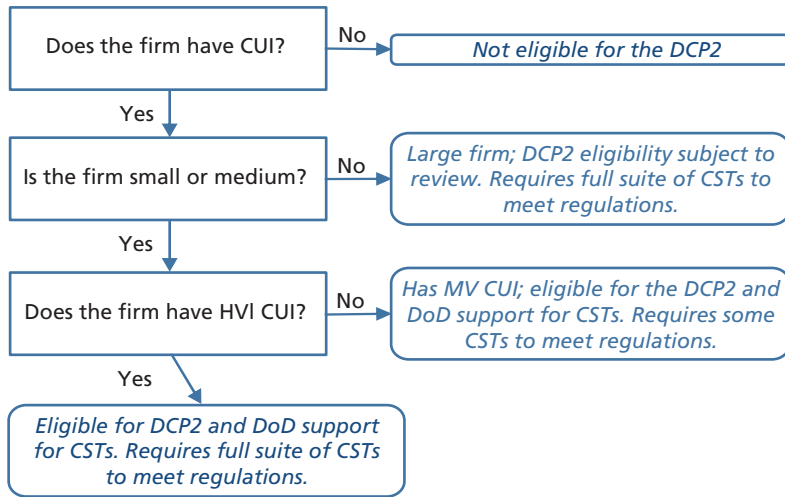 Does the firm have CUI?
No
Not eligible for the DCP2
Yes
Is the firm small or medium?
No
Large firm; DCP2 eligibility subject to
review. Requires full suite of CSTs to
meet regulations.
Yes
Does the firm have HVI CUI?
No
Has MV CUI; eligible for the DCP2 and
DoD support for CSTs. Requires some
CSTs to meet regulations.
Yes
Eligible for DCP2 and DoD support
for CSTs. Requires full suite of CSTs
to meet regulations.